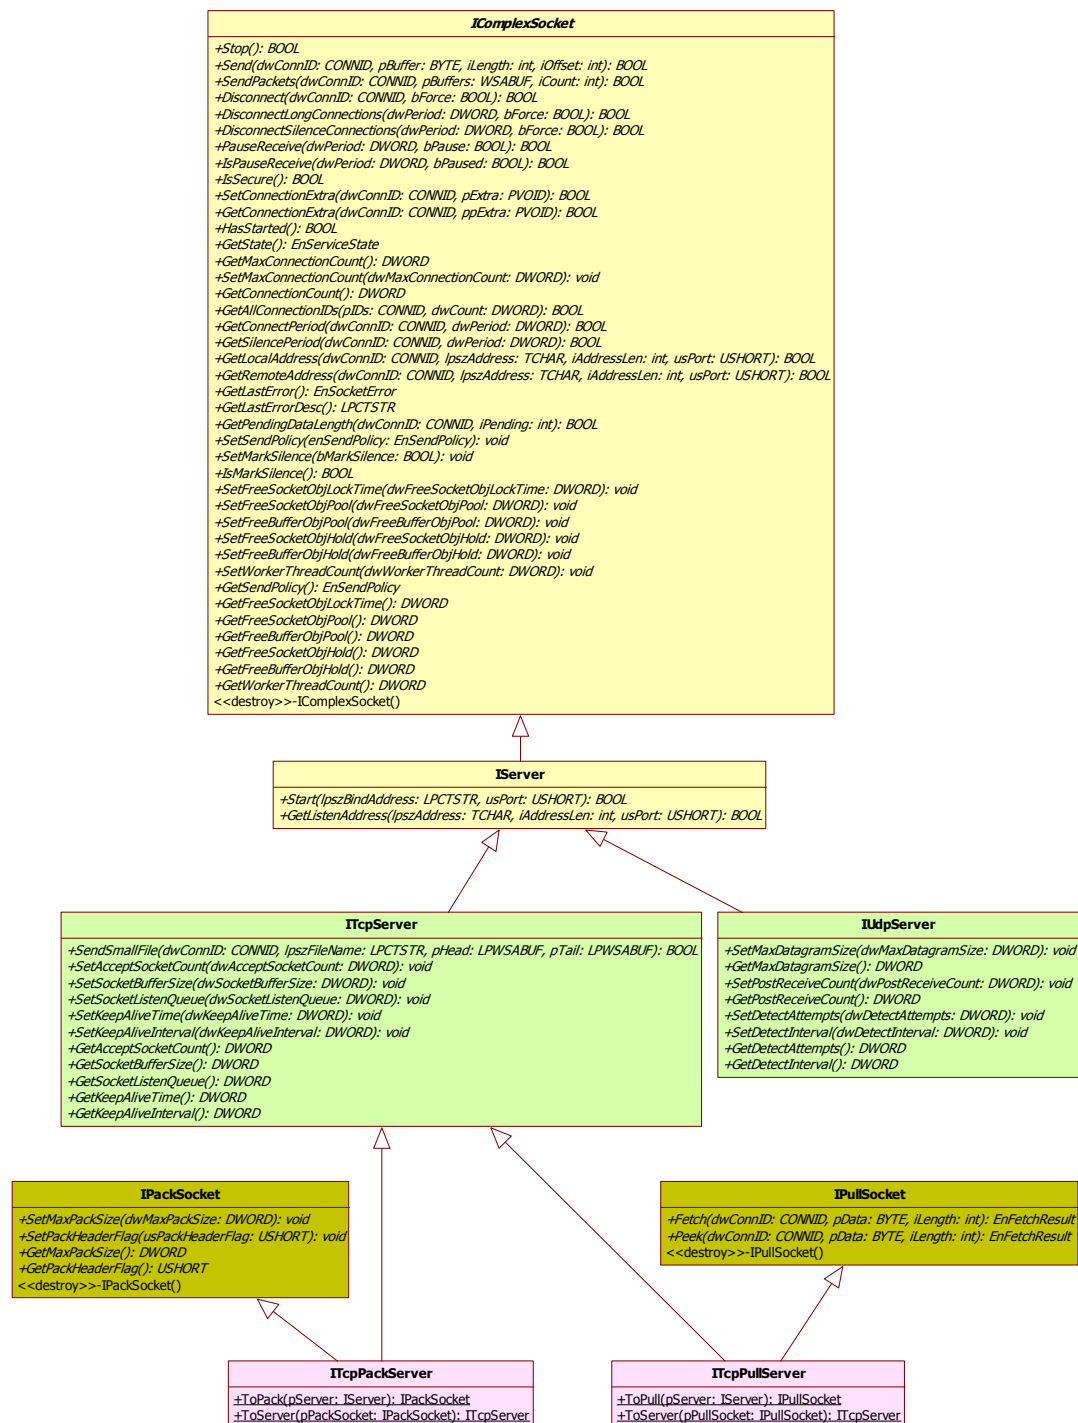 IComplexSocket
+Stop(): BOOL
+Send(dwConnID: CONNID, pBuffer: BYTE, iLength: int, iOffset: int): BOOL
+SendPackets(dwConnID: CONNID, pBuffers: WSABUF, iCount: int): BOOL
+Disconnect(dwConnID: CONNID, bForce: BOOL): BOOL
+DisconnectLongConnections(dwPeriod: DWORD, bForce: BOOL): BOOL
+DisconnectSilenceConnections(dwPeriod: DWORD, bForce: BOOL): BOOL
+PauseReceive(dwPeriod: DWORD, bPause: BOOL): BOOL
+IsPauseReceive(dwPeriod: DWORD, bPaused: BOOL): BOOL
+IsSecure(): BOOL
+SetConnectionExtra(dwConnID: CONNID, pExtra: PVOID): BOOL
+GetConnectionExtra(dwConnID: CONNID, ppExtra: PVOID): BOOL
+HasStarted(): BOOL
+GetState(): EnServiceState
+GetMaxConnectionCount(): DWORD
+SetMaxConnectionCount(dwMaxConnectionCount: DWORD): void
+GetConnectionCount(): DWORD
+GetAllConnectionIDs(pIDs: CONNID, dwCount: DWORD): BOOL
+GetConnectPeriod(dwConnID: CONNID, dwPeriod: DWORD): BOOL
+GetSilencePeriod(dwConnID: CONNID, dwPeriod: DWORD): BOOL
+GetLocalAddress(dwConnID: CONNID, lpszAddress: TCHAR, iAddressLen: int, usPort: USHORT): BOOL
+GetRemoteAddress(dwConnID: CONNID, lpszAddress: TCHAR, iAddressLen: int, usPort: USHORT): BOOL
+GetLastError(): EnSocketError
+GetLastErrorDesc(): LPCTSTR
+GetPendingDataLength(dwConnID: CONNID, iPending: int): BOOL
+SetSendPolicy(enSendPolicy: EnSendPolicy): void
+SetMarkSilence(bMarkSilence: BOOL): void
+IsMarkSilence(): BOOL
+SetFreeSocketObjLockTime(dwFreeSocketObjLockTime: DWORD): void
+SetFreeSocketObjPool(dwFreeSocketObjPool: DWORD): void
+SetFreeBufferObjPool(dwFreeBufferObjPool: DWORD): void
+SetFreeSocketObjHold(dwFreeSocketObjHold: DWORD): void
+SetFreeBufferObjHold(dwFreeBufferObjHold: DWORD): void
+SetWorkerThreadCount(dwWorkerThreadCount: DWORD): void
+GetSendPolicy(): EnSendPolicy
+GetFreeSocketObjLockTime(): DWORD
+GetFreeSocketObjPool(): DWORD
+GetFreeBufferObjPool(): DWORD
+GetFreeSocketObjHold(): DWORD
+GetFreeBufferObjHold(): DWORD
+GetWorkerThreadCount(): DWORD
<<destroy>>-IComplexSocket()
IServer
+Start(lpszBindAddress: LPCTSTR, usPort: USHORT): BOOL
+GetListenAddress(lpszAddress: TCHAR, iAddressLen: int, usPort: USHORT): BOOL
ITcpServer
+SendSmallFile(dwConnID: CONNID, lpszFileName: LPCTSTR, pHead: LPWSABUF, pTail: LPWSABUF): BOOL
+SetAcceptSocketCount(dwAcceptSocketCount: DWORD): void
+SetSocketBufferSize(dwSocketBufferSize: DWORD): void
+SetSocketListenQueue(dwSocketListenQueue: DWORD): void
+SetKeepAliveTime(dwKeepAliveTime: DWORD): void
+SetKeepAliveInterval(dwKeepAliveInterval: DWORD): void
+GetAcceptSocketCount(): DWORD
+GetSocketBufferSize(): DWORD
+GetSocketListenQueue(): DWORD
+GetKeepAliveTime(): DWORD
+GetKeepAliveInterval(): DWORD
IUdpServer
+SetMaxDatagramSize(dwMaxDatagramSize: DWORD): void
+GetMaxDatagramSize(): DWORD
+SetPostReceiveCount(dwPostReceiveCount: DWORD): void
+GetPostReceiveCount(): DWORD
+SetDetectAttempts(dwDetectAttempts: DWORD): void
+SetDetectInterval(dwDetectInterval: DWORD): void
+GetDetectAttempts(): DWORD
+GetDetectInterval(): DWORD
IPackSocket
+SetMaxPackSize(dwMaxPackSize: DWORD): void
+SetPackHeaderFlag(usPackHeaderFlag: USHORT): void
+GetMaxPackSize(): DWORD
+GetPackHeaderFlag(): USHORT
<<destroy>>-IPackSocket()
IPullSocket
+Fetch(dwConnID: CONNID, pData: BYTE, iLength: int): EnFetchResult
+Peek(dwConnID: CONNID, pData: BYTE, iLength: int): EnFetchResult
<<destroy>>-IPullSocket()
ITcpPackServer
+ToPack(pServer: IServer): IPackSocket
+ToServer(pPackSocket: IPackSocket): ITcpServer
ITcpPullServer
+ToPull(pServer: IServer): IPullSocket
+ToServer(pPullSocket: IPullSocket): ITcpServer